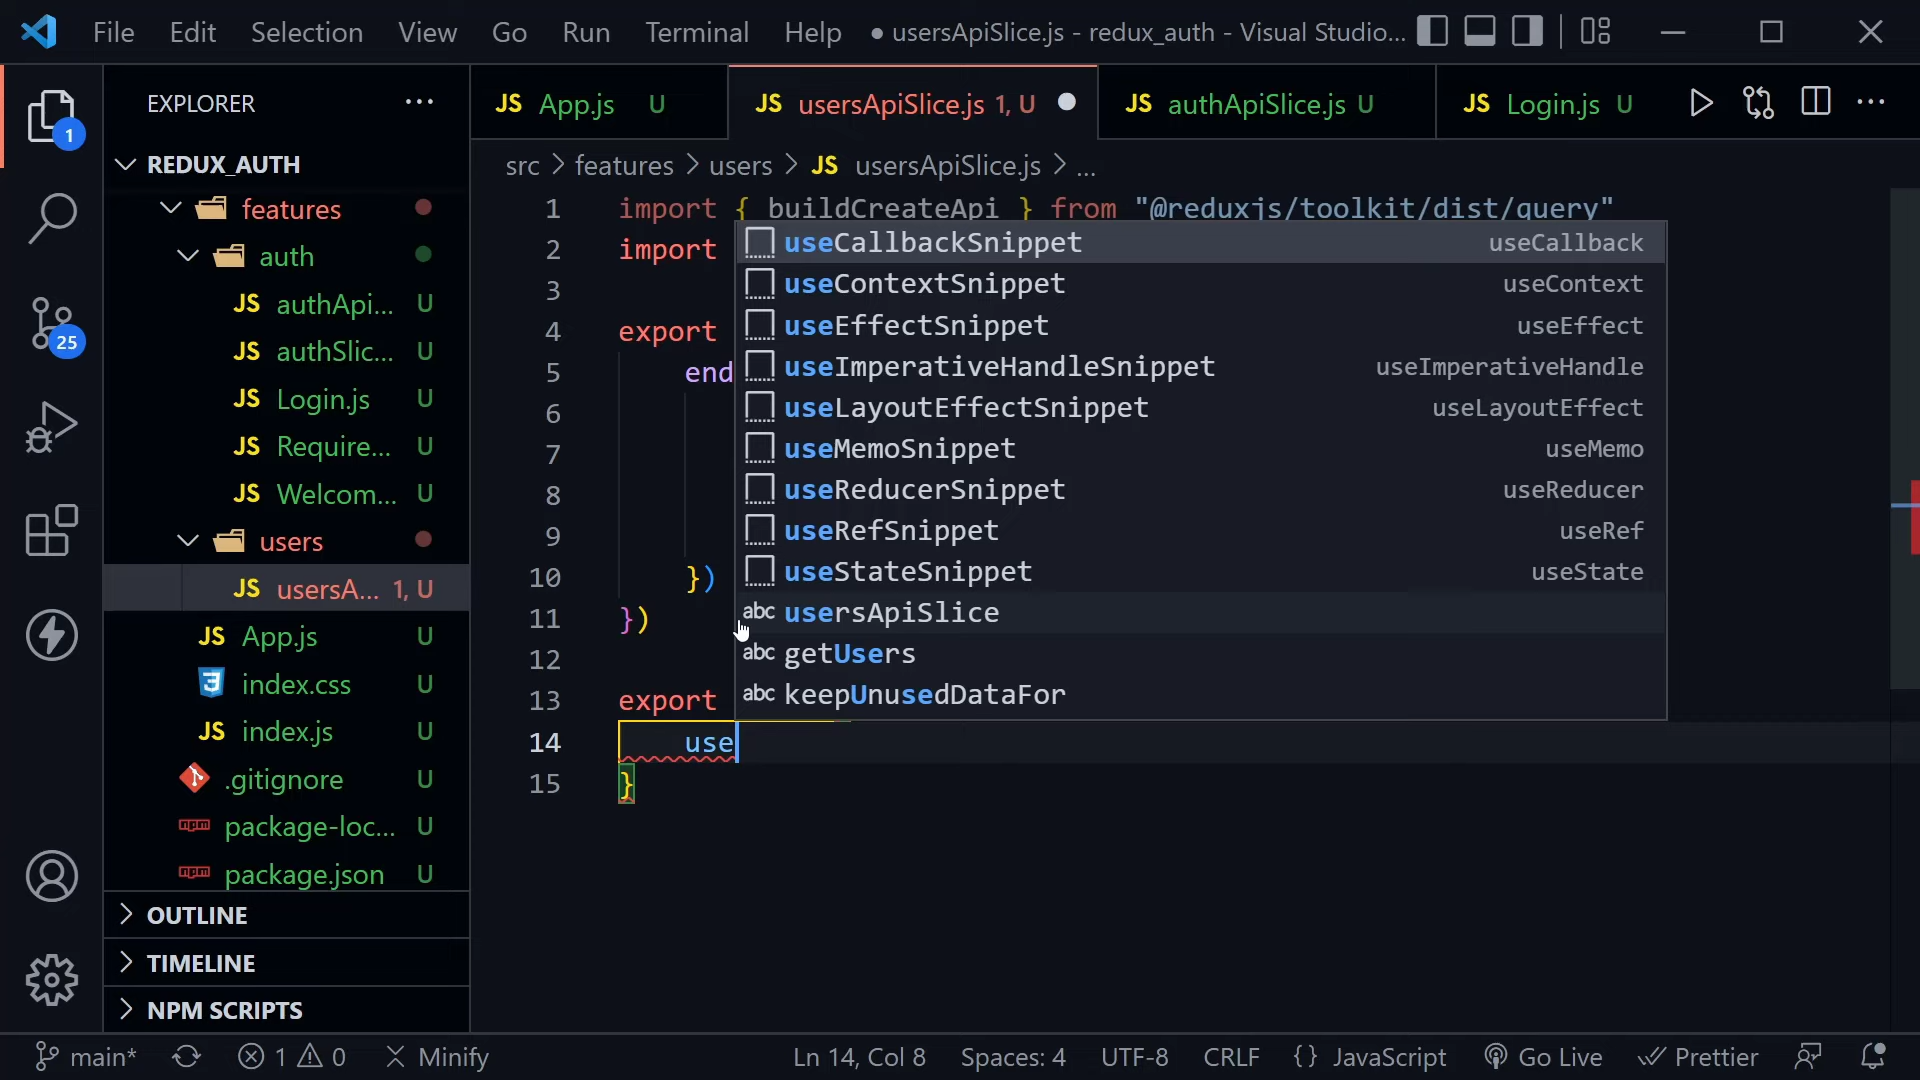 File Edit Selection View Go Run Terminal Help ● usersApiSlice.js - redux_auth - Visual Studio...
EXPLORER ...
REDUX_AUTH
features
auth
JS authApi... U
JS authSlic... U
JS Login.js U
JS Require... U
JS Welcom... U
users
JS usersA... 1, U
JS App.js U
index.css U
JS index.js U
.gitignore U
package-loc... U
package.json U
OUTLINE
TIMELINE
NPM SCRIPTS
1
25
JS App.js U
JS usersApiSlice.js 1, U
JS authApiSlice.js U
JS Login.js U
src > features > users > JS usersApiSlice.js > ...
1 import { buildCreateApi } from "@reduxjs/toolkit/dist/query"
2 import
3
4 export
5 end
6
7
8
9
10 })
11 })
12
13 export
14 use
15 }
useCallbackSnippet useCallback
useContextSnippet useContext
useEffectSnippet useEffect
useImperativeHandleSnippet useImperativeHandle
useLayoutEffectSnippet useLayoutEffect
useMemoSnippet useMemo
useReducerSnippet useReducer
useRefSnippet useRef
useStateSnippet useState
abc usersApiSlice
abc getUsers
abc keepUnusedDataFor
main* 1 0 Minify Ln 14, Col 8 Spaces: 4 UTF-8 CRLF {} JavaScript Go Live Prettier